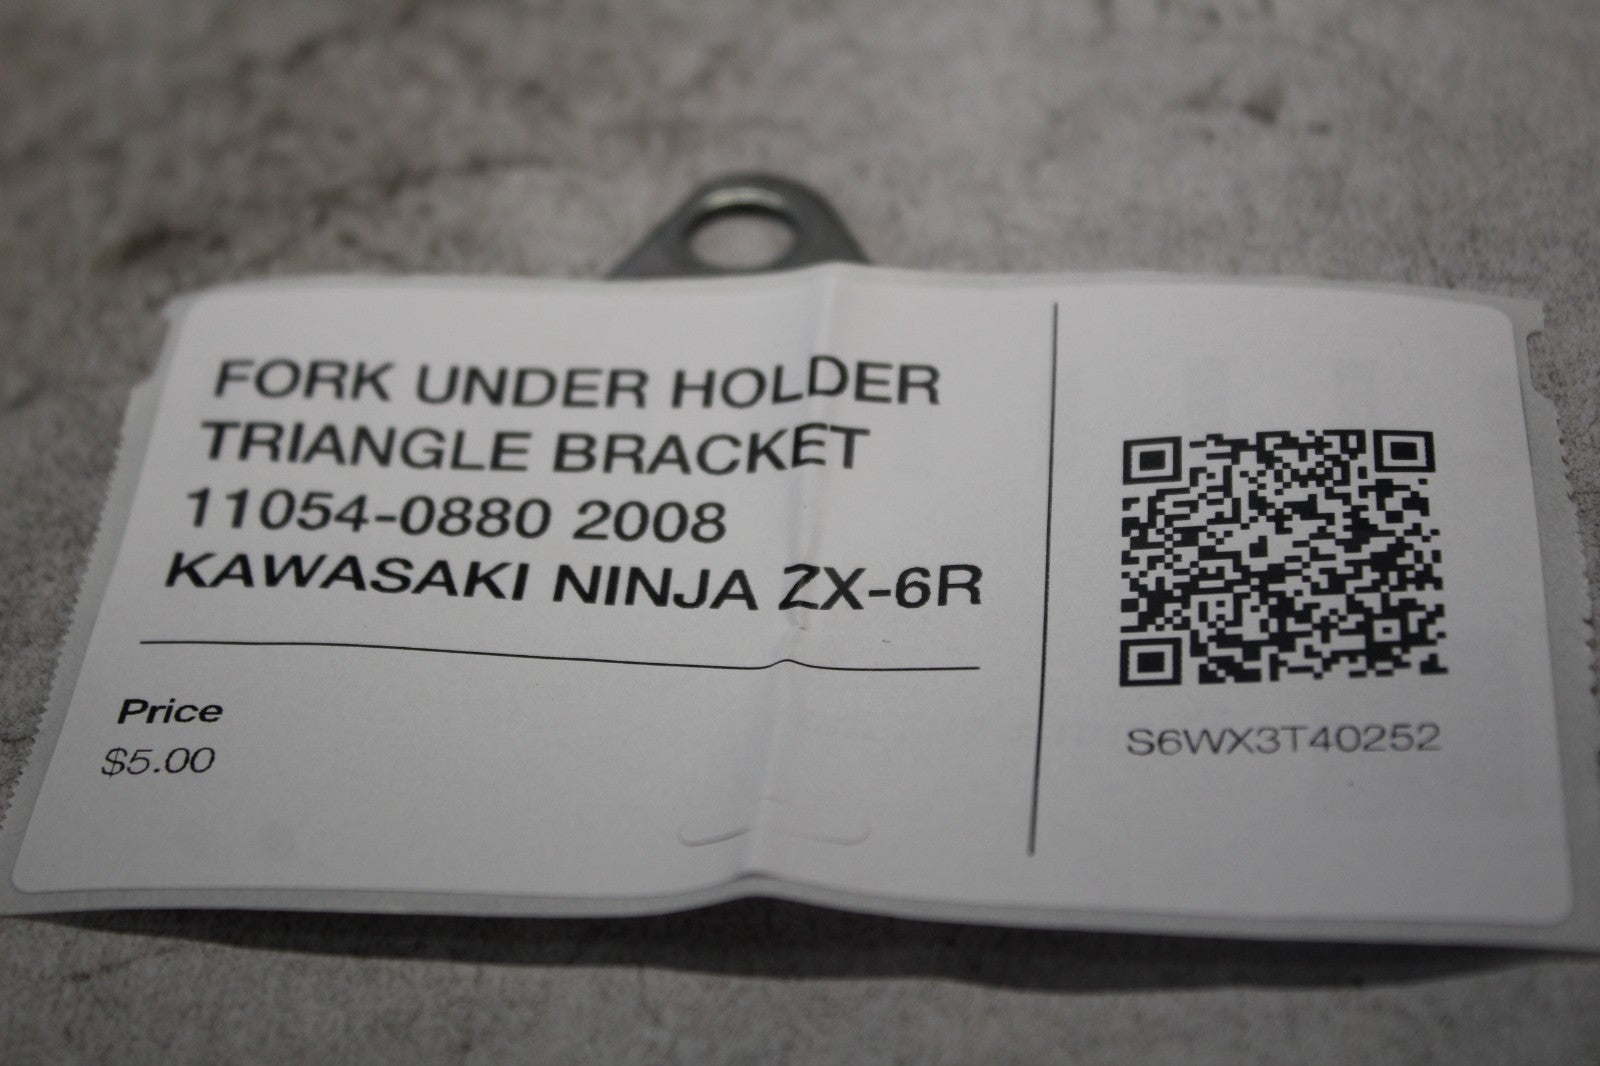 FORK UNDER HOLDER
TRIANGLE BRACKET
11054-0880 2008
KAWASAKI NINJA ZX-6R
Price
$5.00
S6WX3T40252